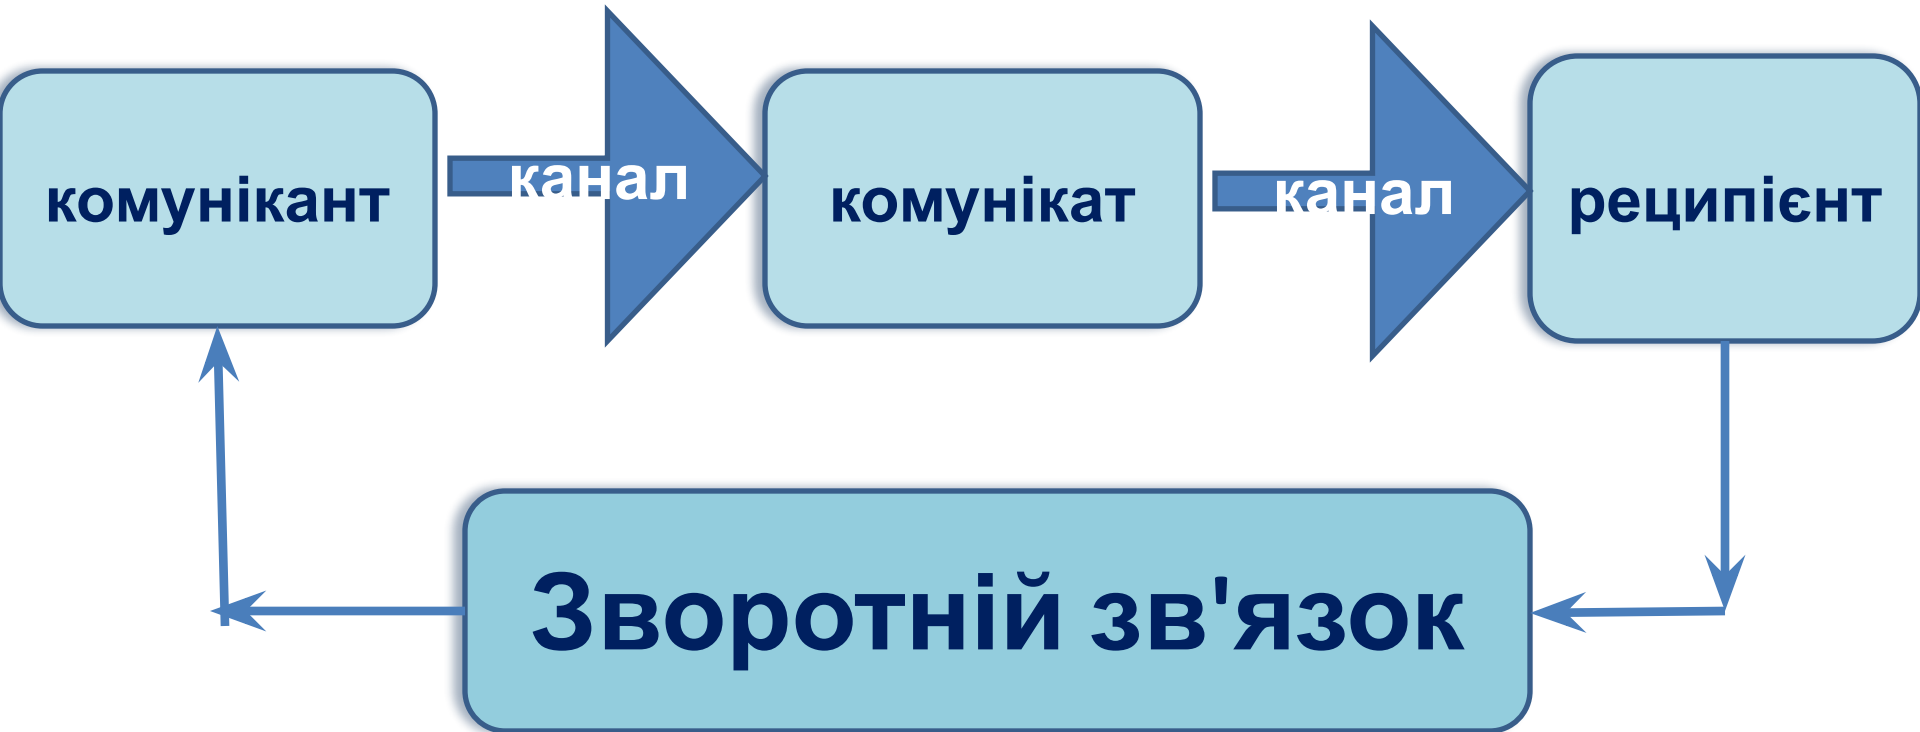 комунікант
канал
комунікат
канал
реципієнт
Зворотній зв'язок